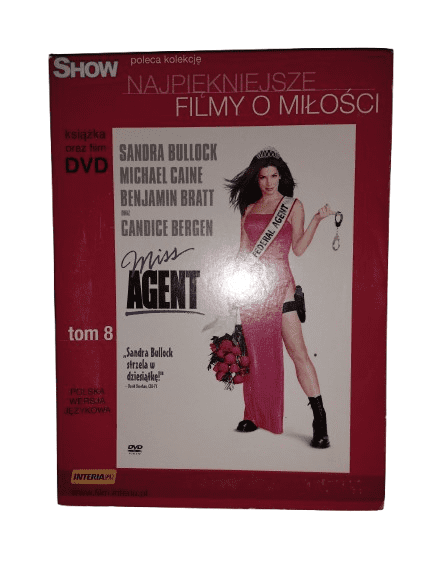 SHOW
poleca kolekcję
NAJPIĘKNIEJSZE
FILMY O MIŁOŚCI
książka
oraz film
DVD
SANDRA BULLOCK
MICHAEL CAINE
BENJAMIN BRATT
ORAZ
CANDICE BERGEN
FEDERAL AGENT
Miss
AGENT
tom 8
„Sandra Bullock
strzela w
dziesiątkę!"
POLSKA
WERSJA
JĘZYKOWA
DVD
INTERIA.PL